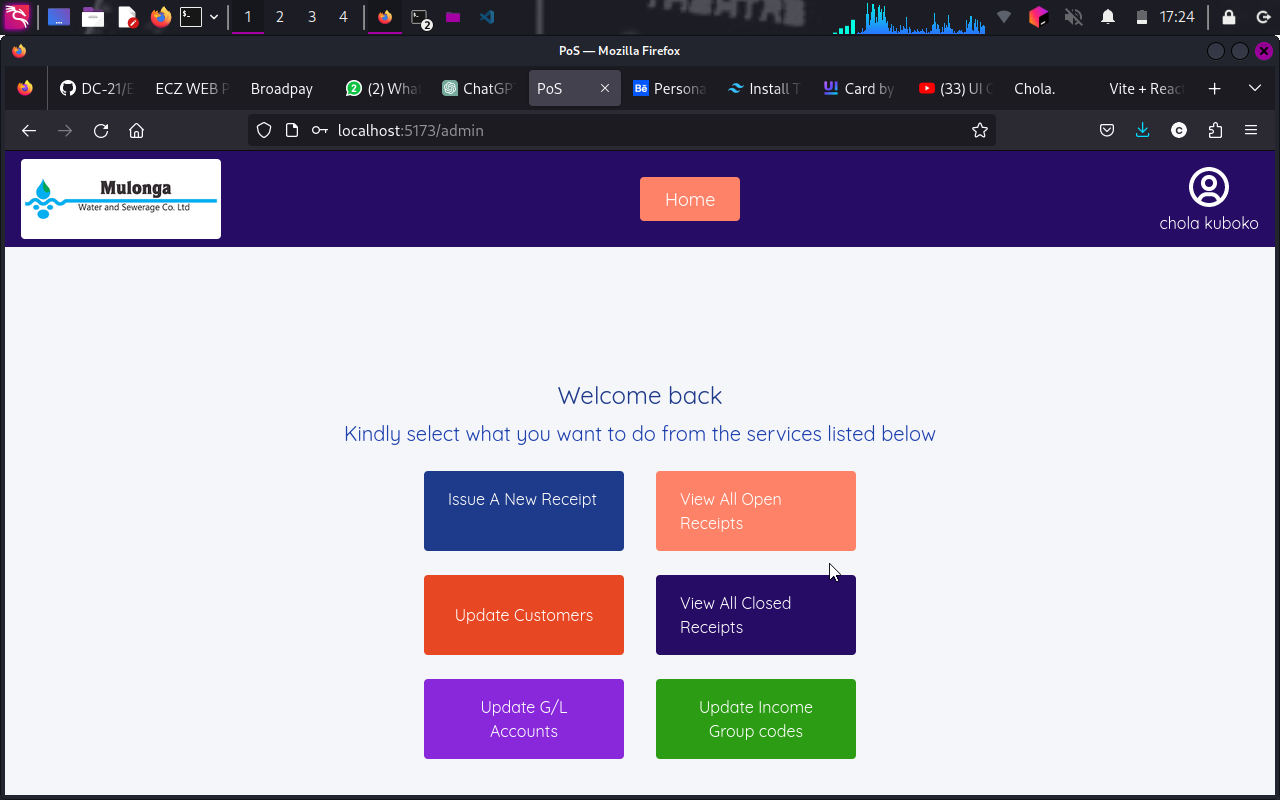 1 2 3 4
2
17:24
PoS — Mozilla Firefox
DC-21/E
ECZ WEB P
Broadpay
(2) Wha
ChatGP
PoS
Persona
Install T
Card by
(33) UI C
Chola.
Vite + Reac
localhost:5173/admin
Mulonga
Water and Sewerage Co. Ltd
Home
chola kuboko
Welcome back
Kindly select what you want to do from the services listed below
Issue A New Receipt
View All Open
Receipts
Update Customers
View All Closed
Receipts
Update G/L
Accounts
Update Income
Group codes